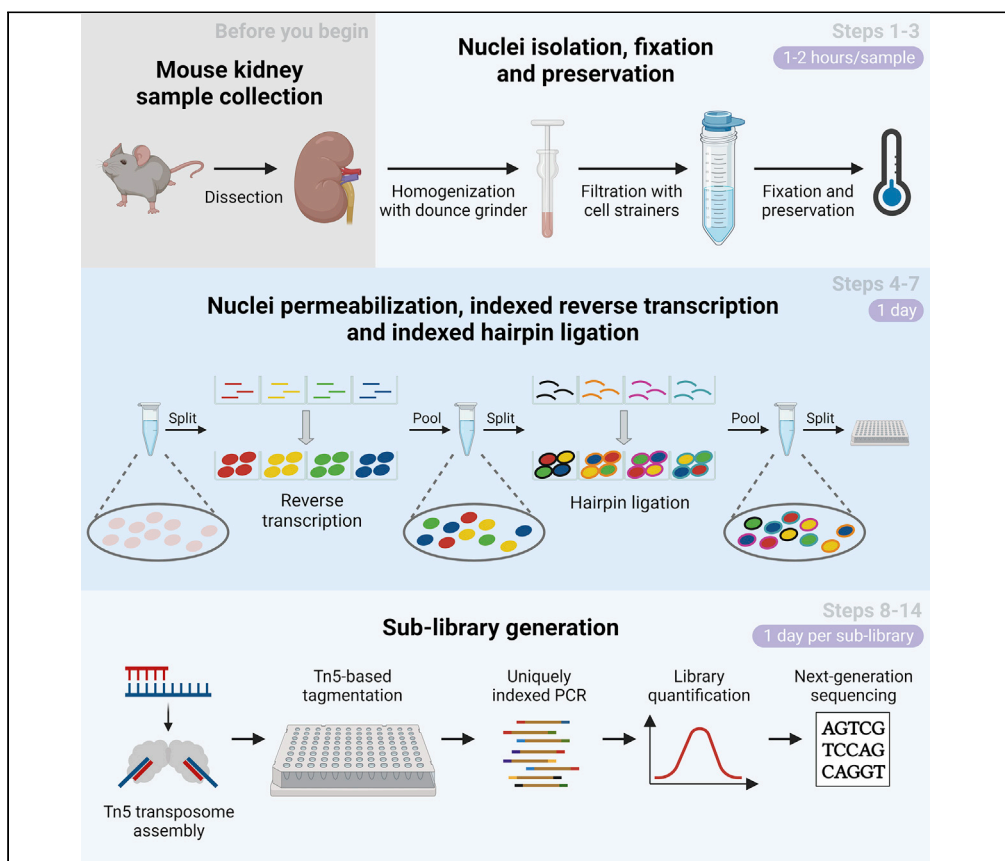 Before you begin
Mouse kidney
sample collection
Dissection
Steps 1-3
Nuclei isolation, fixation
and preservation
1-2 hours/sample
Homogenization
with dounce grinder
Filtration with
cell strainers
Fixation and
preservation
Steps 4-7
Nuclei permeabilization, indexed reverse transcription
and indexed hairpin ligation
1 day
Split
Reverse
transcription
Pool
Split
Hairpin ligation
Pool
Split
Steps 8-14
Sub-library generation
1 day per sub-library
Tn5 transposome
assembly
Tn5-based
tagmentation
Uniquely
indexed PCR
Library
quantification
Next-generation
sequencing
AGTCG
TCCAG
CAGGT